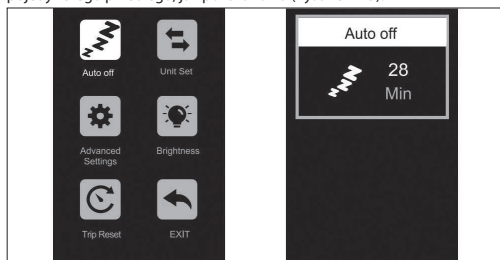 Auto off
Unit Set
Advanced
Settings
Brightness
Trip Reset
EXIT
Auto off
28
Min